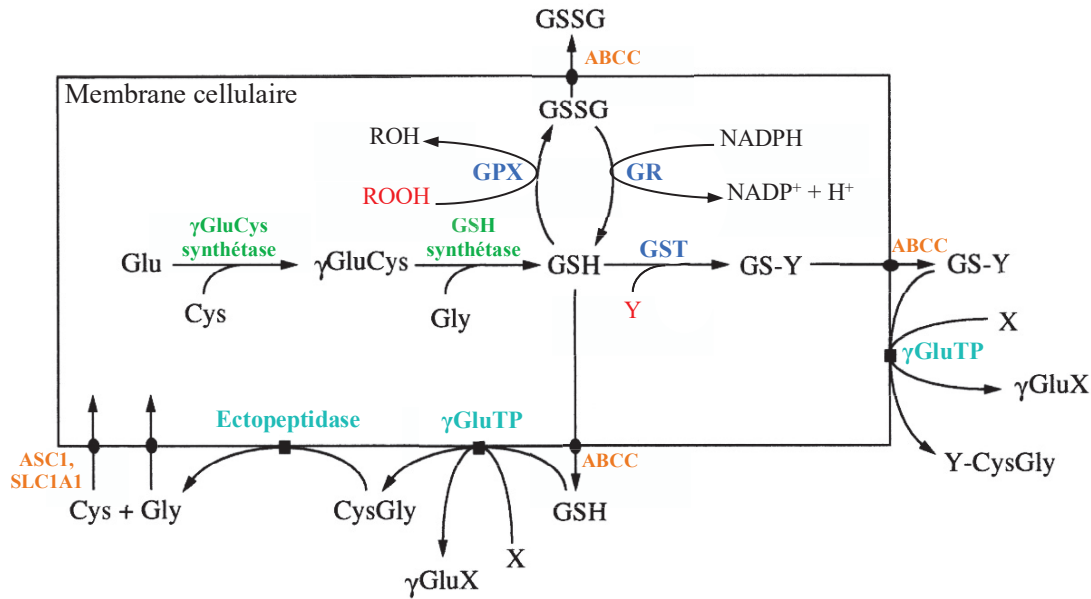 GSSG
ABCC
Membrane cellulaire
GSSG
ROH
NADPH
GPX
GR
ROOH
NADP⁺ + H⁺
γGluCys
synthétase
GSH
synthétase
GST
ABCC
Glu
γGluCys
GSH
GS-Y
GS-Y
Cys
Gly
Y
X
γGluTP
γGluX
Ectopeptidase
γGluTP
ASC1,
SLC1A1
ABCC
Y-CysGly
Cys + Gly
CysGly
GSH
γGluX
X